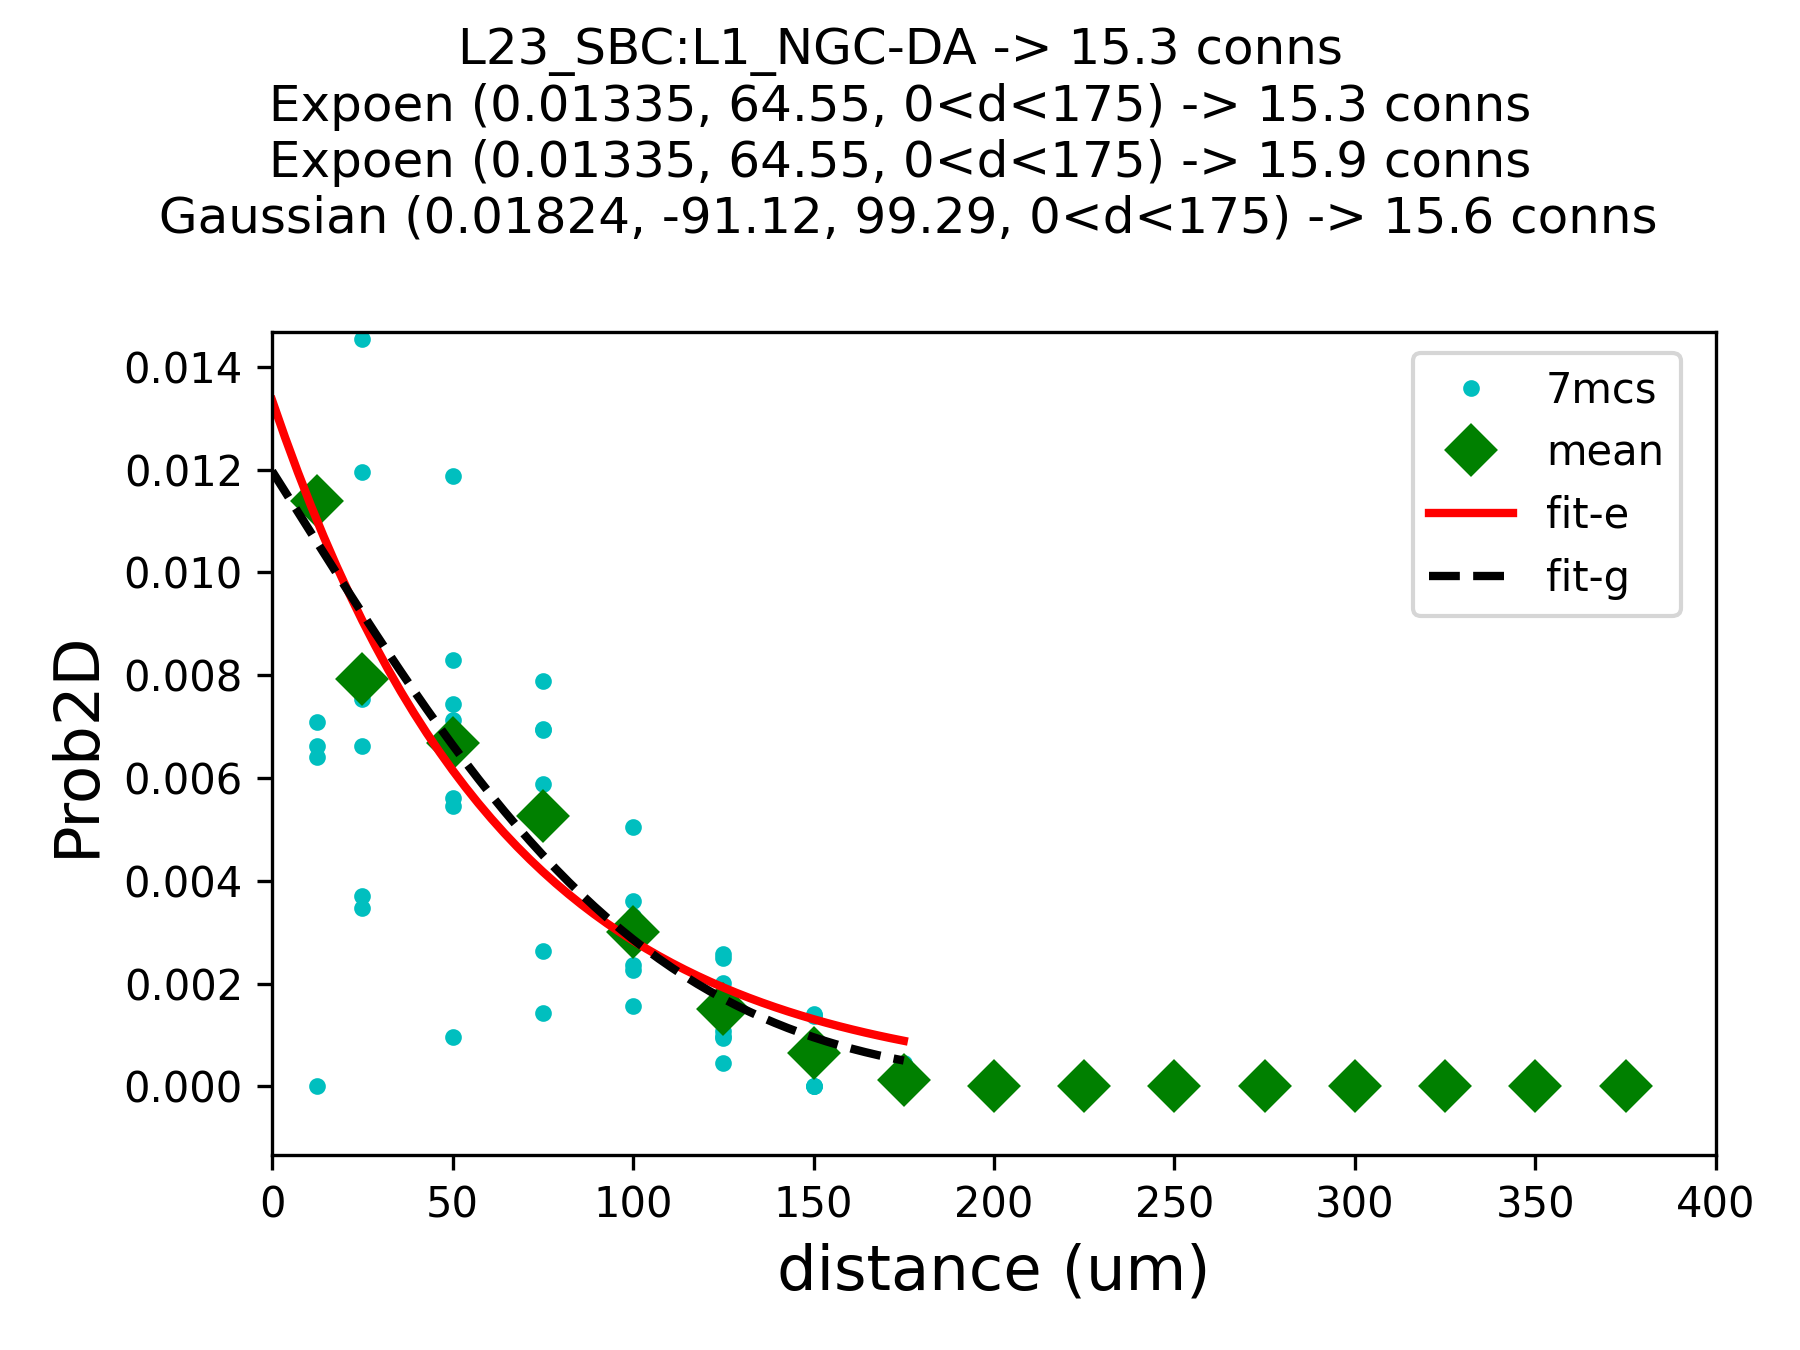 L23_SBC:L1_NGC-DA -> 15.3 conns
Expoen (0.01335, 64.55, 0<d<175) -> 15.3 conns
Expoen (0.01335, 64.55, 0<d<175) -> 15.9 conns
Gaussian (0.01824, -91.12, 99.29, 0<d<175) -> 15.6 conns
0.014
0.012
0.010
0.008
0.006
0.004
0.002
0.000
Prob2D
7mcs
mean
fit-e
fit-g
0 50 100 150 200 250 300 350 400
distance (um)